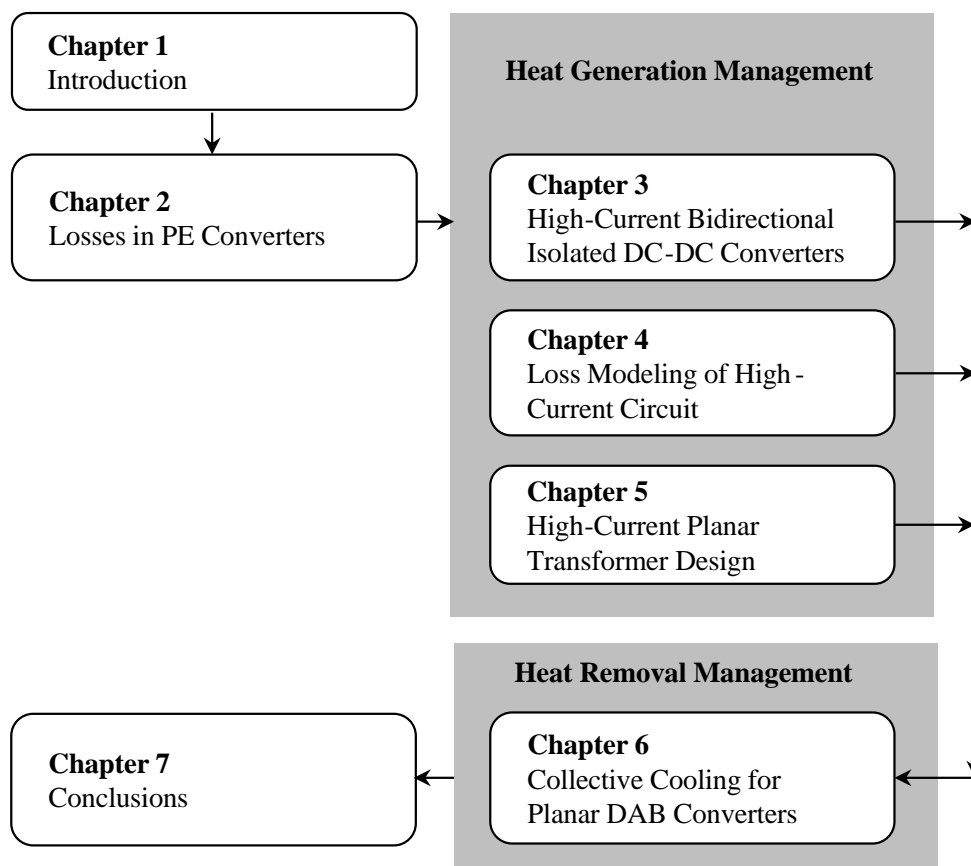 Chapter 1
Introduction
Chapter 2
Losses in PE Converters
Heat Generation Management
Chapter 3
High-Current Bidirectional
Isolated DC-DC Converters
Chapter 4
Loss Modeling of High-
Current Circuit
Chapter 5
High-Current Planar
Transformer Design
Heat Removal Management
Chapter 6
Collective Cooling for
Planar DAB Converters
Chapter 7
Conclusions